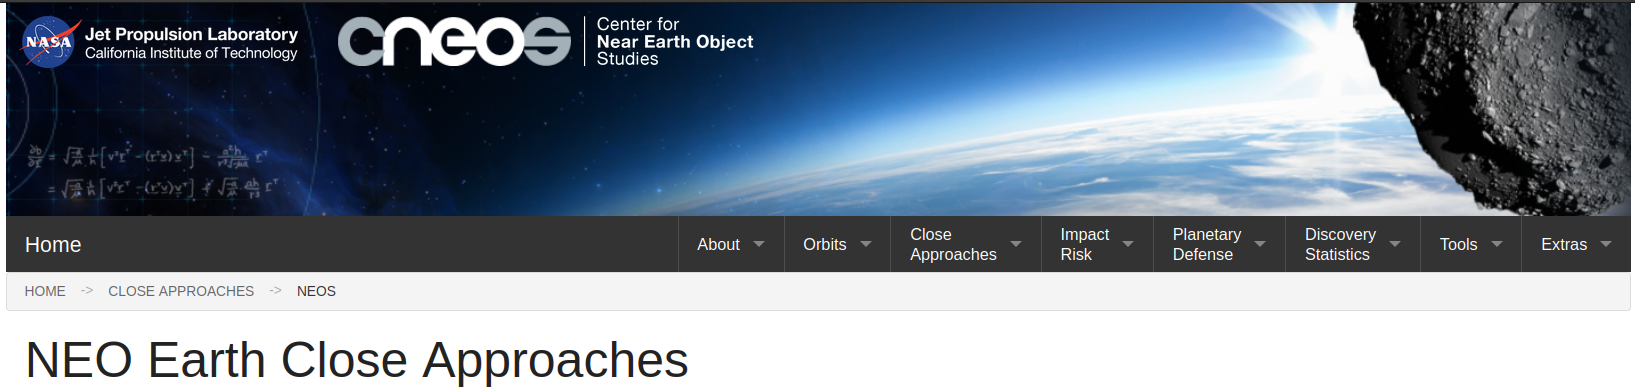 NASA
Jet Propulsion Laboratory
California Institute of Technology
cneos
Center for
Near Earth Object
Studies
Home
About
Orbits
Close
Approaches
Impact
Risk
Planetary
Defense
Discovery
Statistics
Tools
Extras
HOME -> CLOSE APPROACHES -> NEOS
NEO Earth Close Approaches